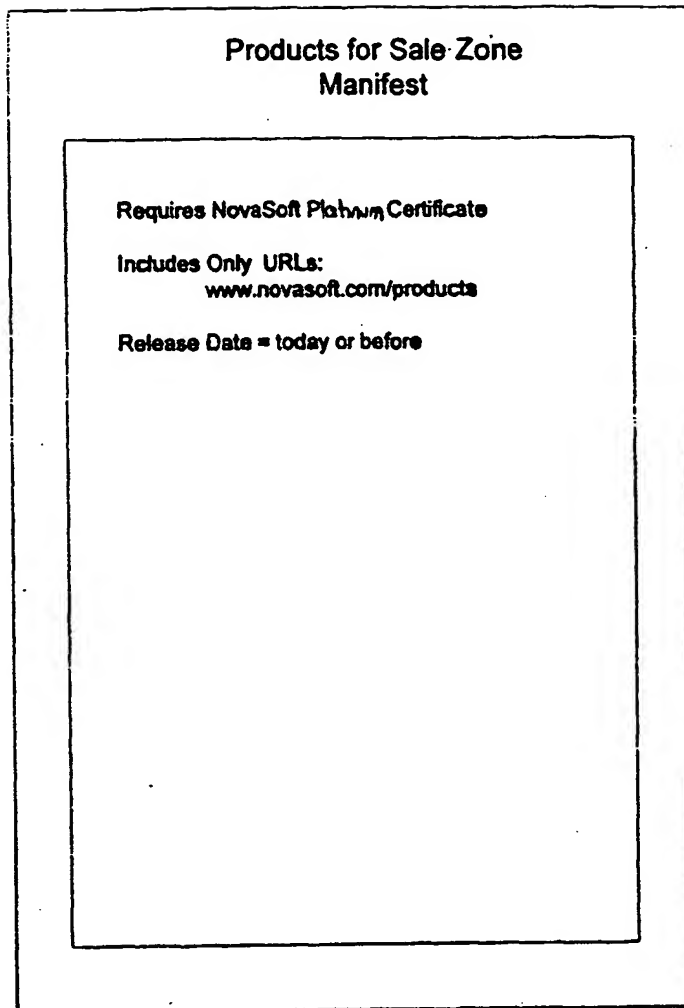 Products for Sale Zone
Manifest
Requires NovaSoft Platinum Certificate
Includes Only URLs:
www.novasoft.com/products
Release Date = today or before